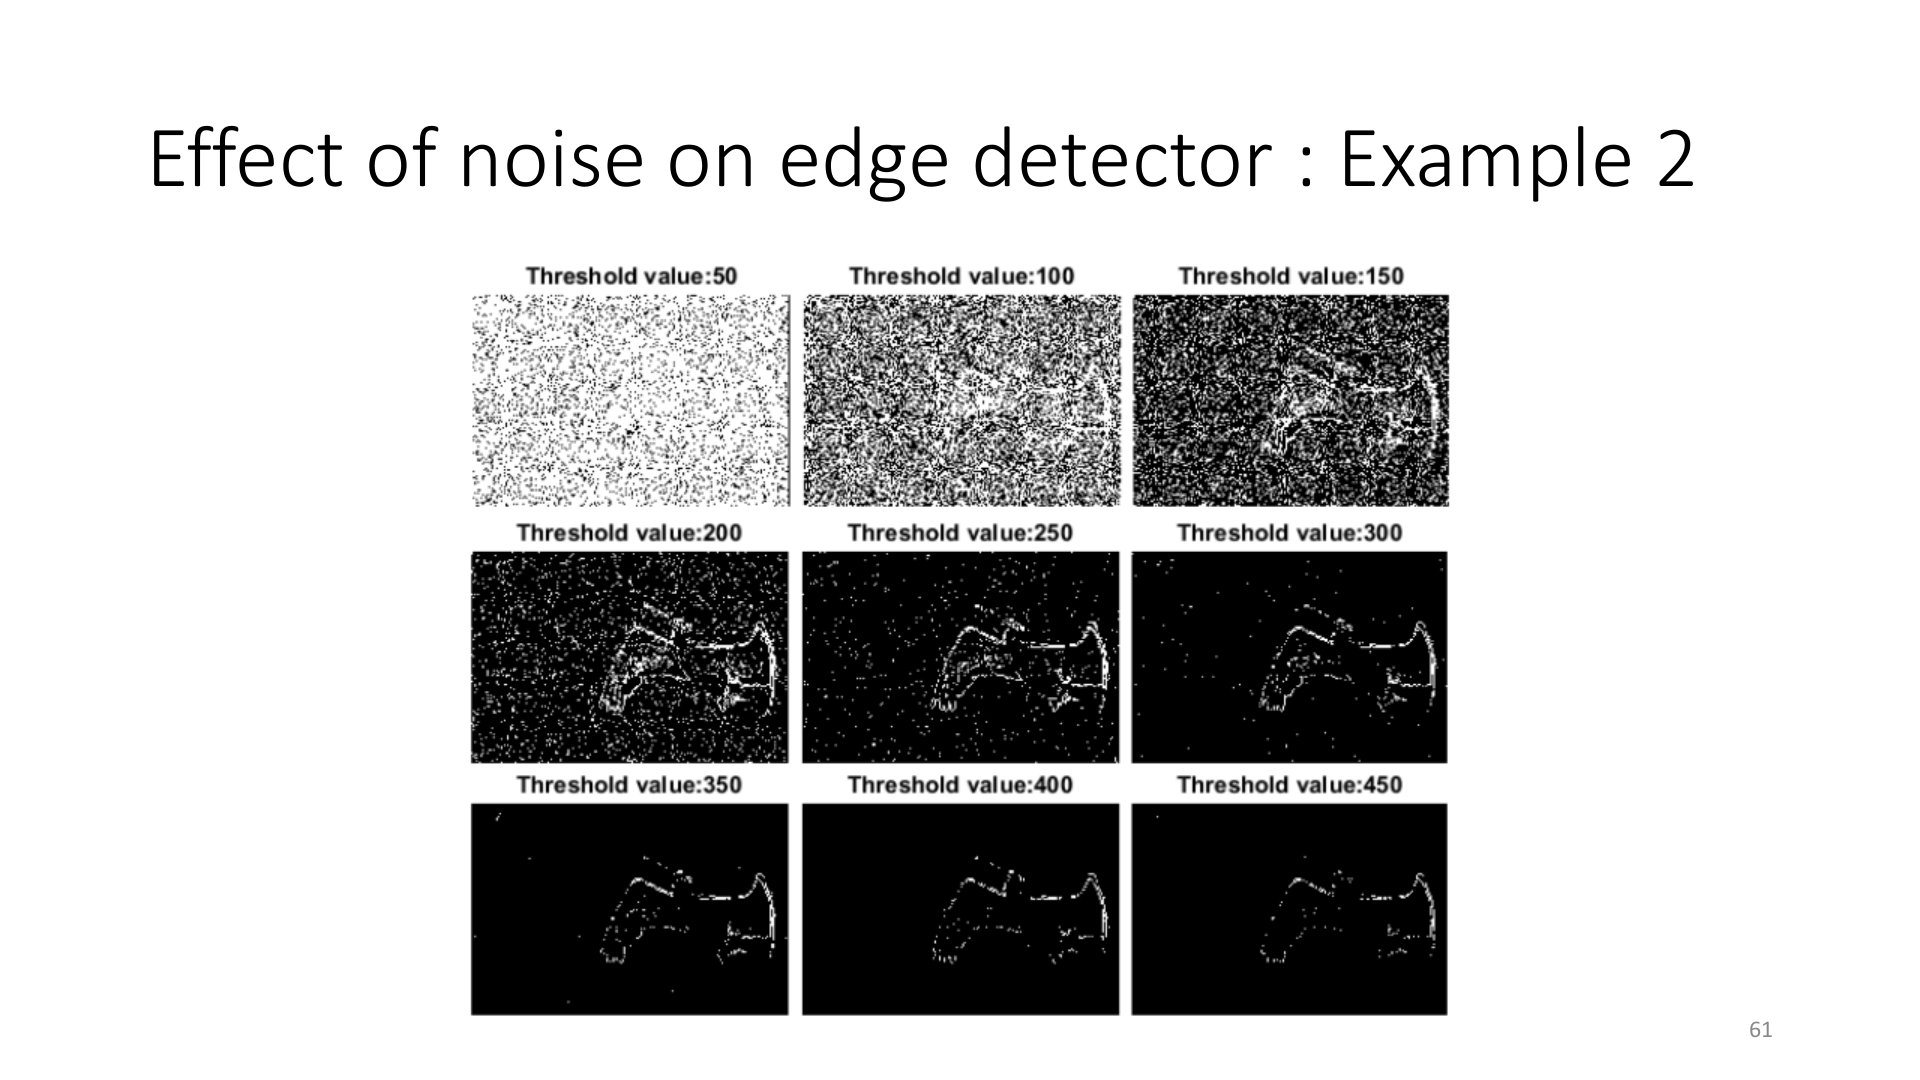 Effect of noise on edge detector : Example 2
Threshold value:50
Threshold value:100
Threshold value:150
Threshold value:200
Threshold value:250
Threshold value:300
Threshold value:350
Threshold value:400
Threshold value:450
61